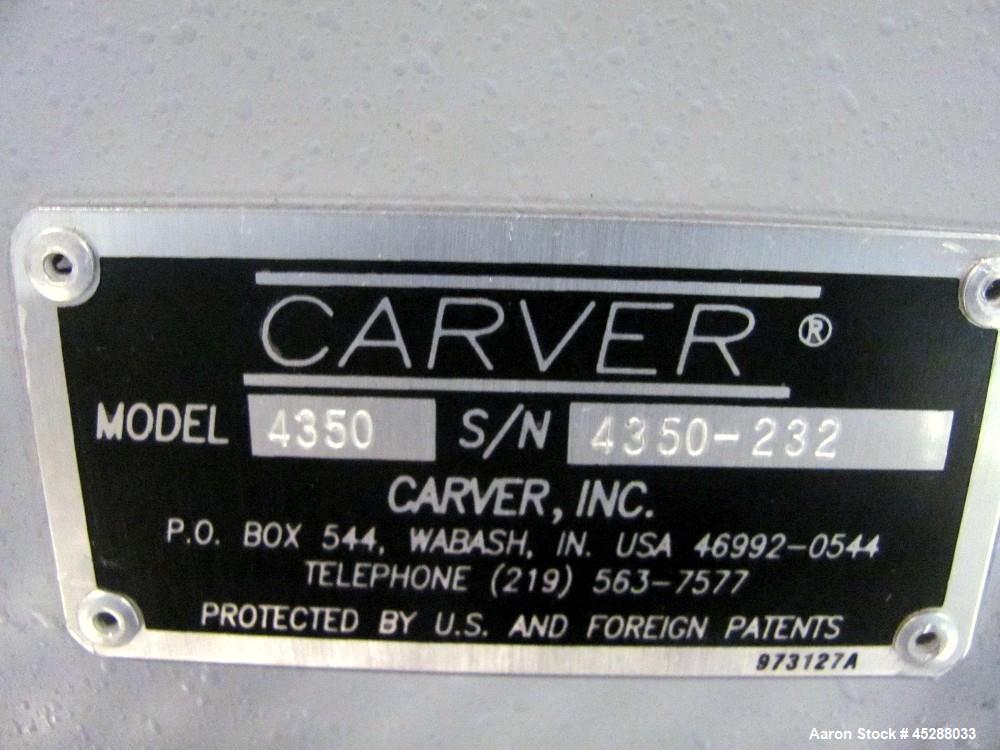 CARVER ®
MODEL 4350 S/N 4350-232
CARVER, INC.
P.O. BOX 544, WABASH, IN. USA 46992-0544
TELEPHONE (219) 563-7577
PROTECTED BY U.S. AND FOREIGN PATENTS
973127A
Aaron Stock # 45288033